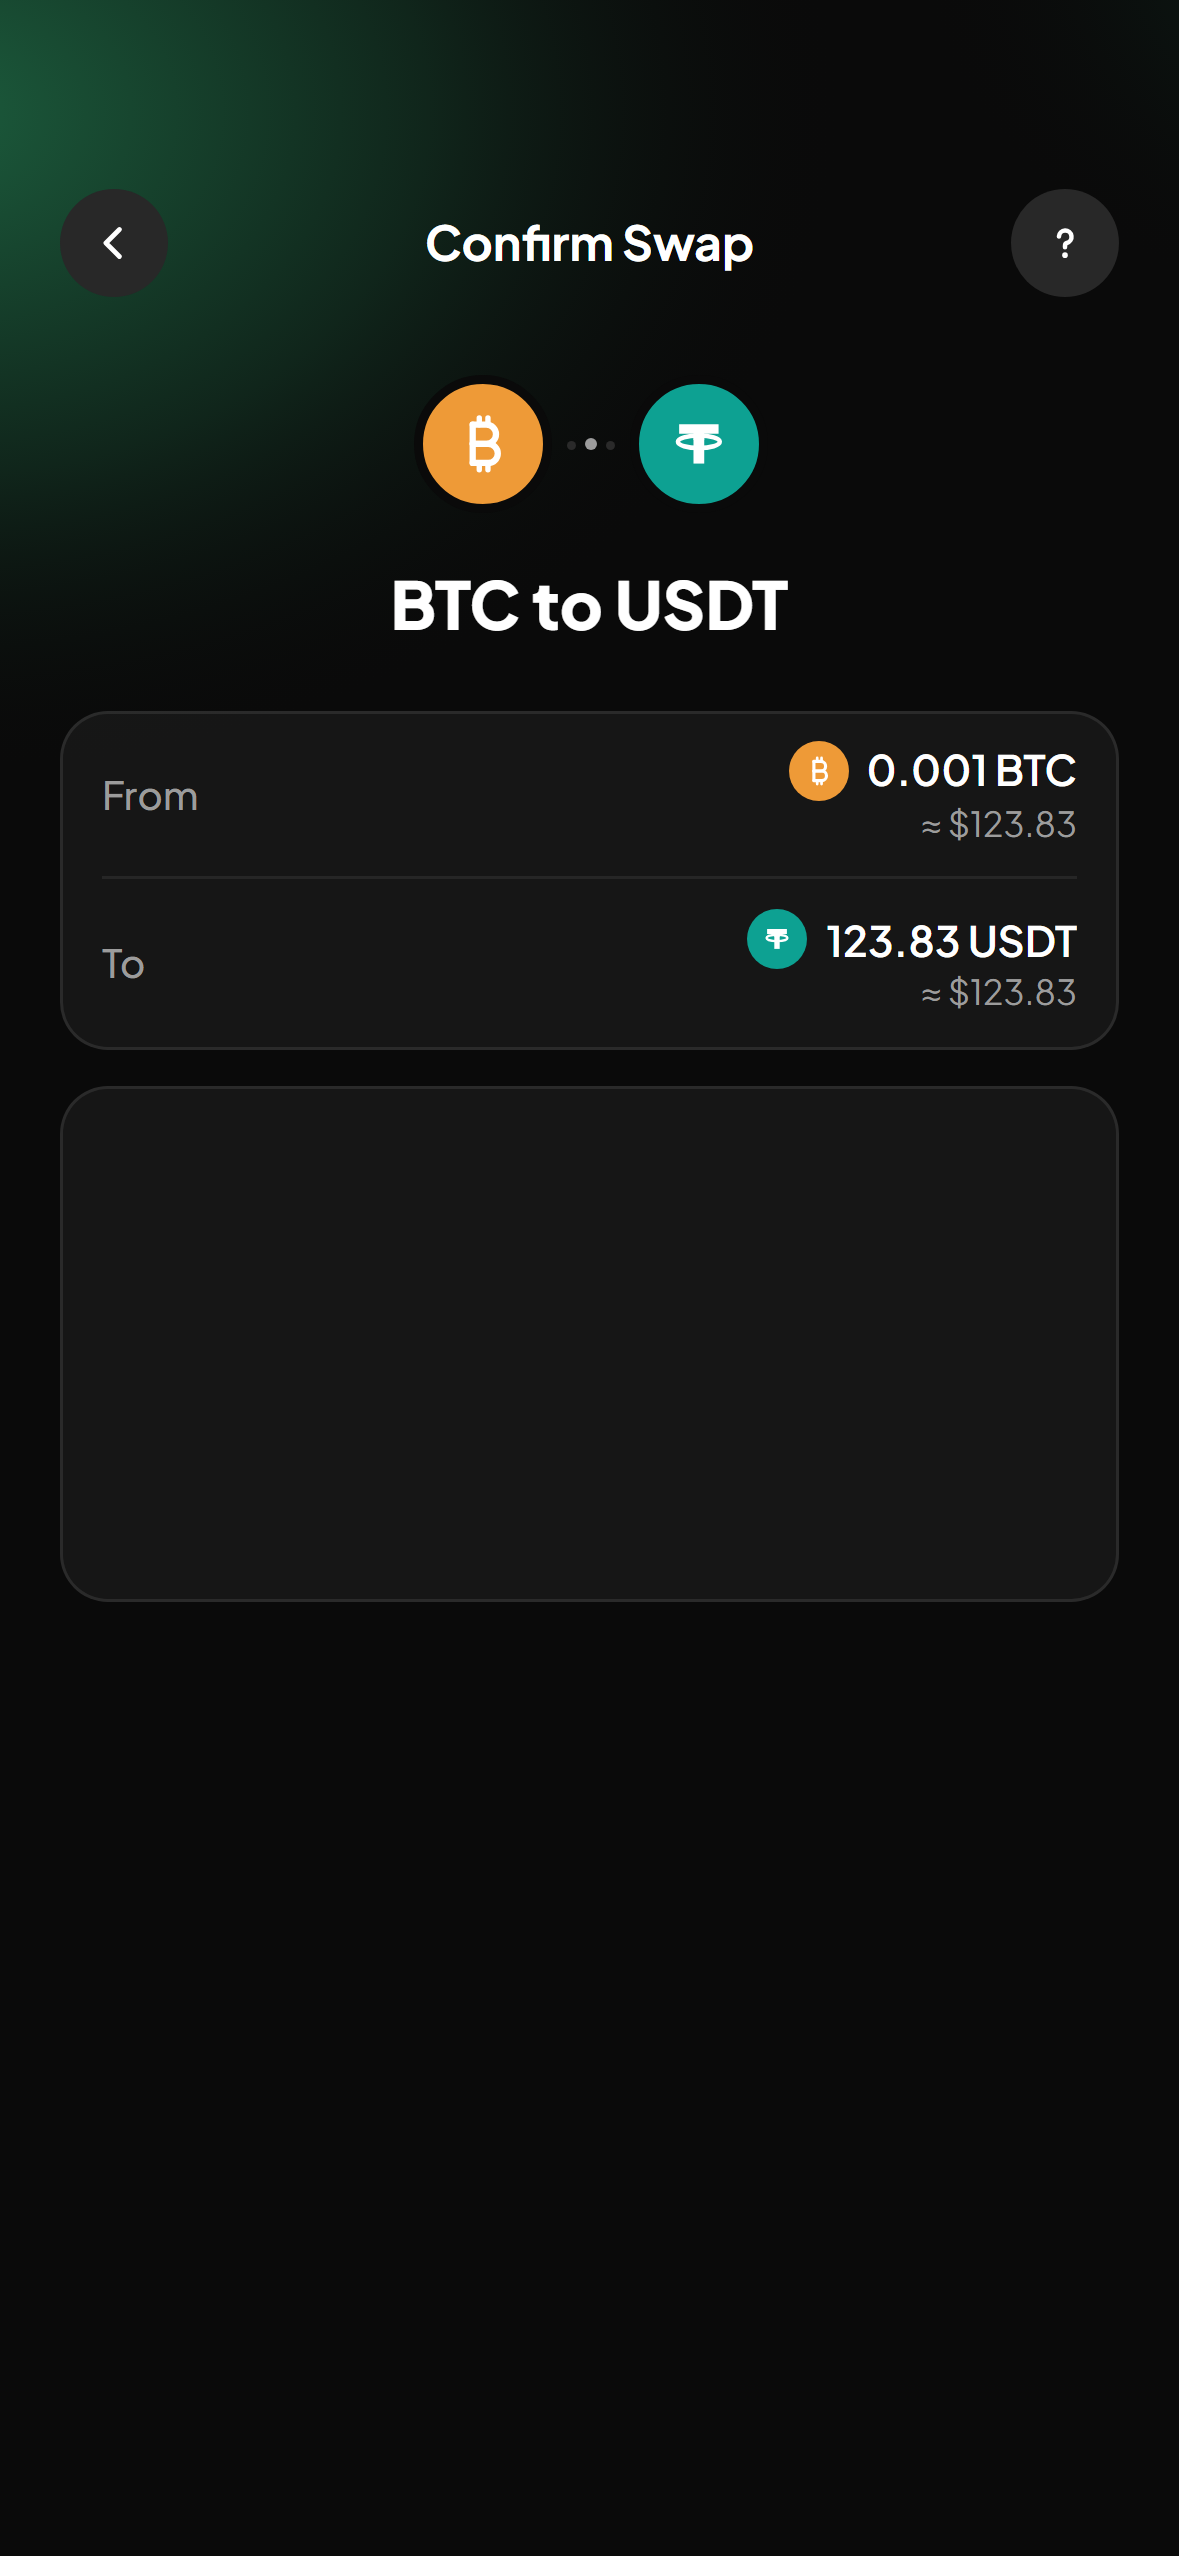 Confirm Swap
?
BTC to USDT
From
0.001 BTC
≈ $123.83
To
123.83 USDT
≈ $123.83